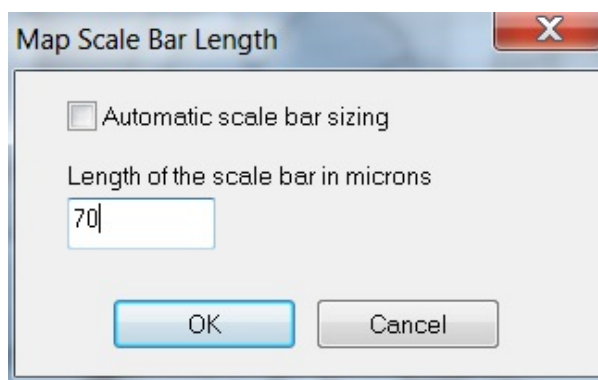 Map Scale Bar Length
Automatic scale bar sizing
Length of the scale bar in microns
70
OK
Cancel